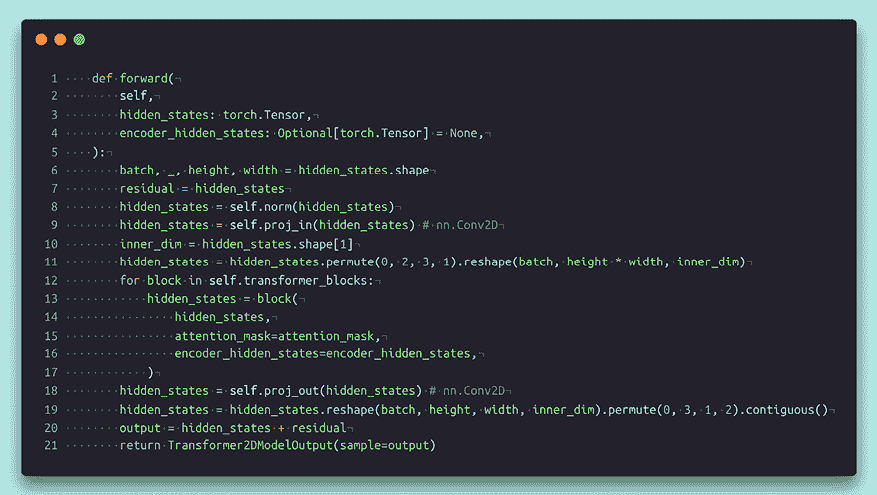 1 def forward(
2 self,
3 hidden_states: torch.Tensor,
4 encoder_hidden_states: Optional[torch.Tensor] = None,
5 ):
6 batch, _, height, width = hidden_states.shape
7 residual = hidden_states
8 hidden_states = self.norm(hidden_states)
9 hidden_states = self.proj_in(hidden_states) # nn.Conv2D
10 inner_dim = hidden_states.shape[1]
11 hidden_states = hidden_states.permute(0, 2, 3, 1).reshape(batch, height * width, inner_dim)
12 for block in self.transformer_blocks:
13 hidden_states = block(
14 hidden_states,
15 attention_mask=attention_mask,
16 encoder_hidden_states=encoder_hidden_states,
17 )
18 hidden_states = self.proj_out(hidden_states) # nn.Conv2D
19 hidden_states = hidden_states.reshape(batch, height, width, inner_dim).permute(0, 3, 1, 2).contiguous()
20 output = hidden_states + residual
21 return Transformer2DModelOutput(sample=output)